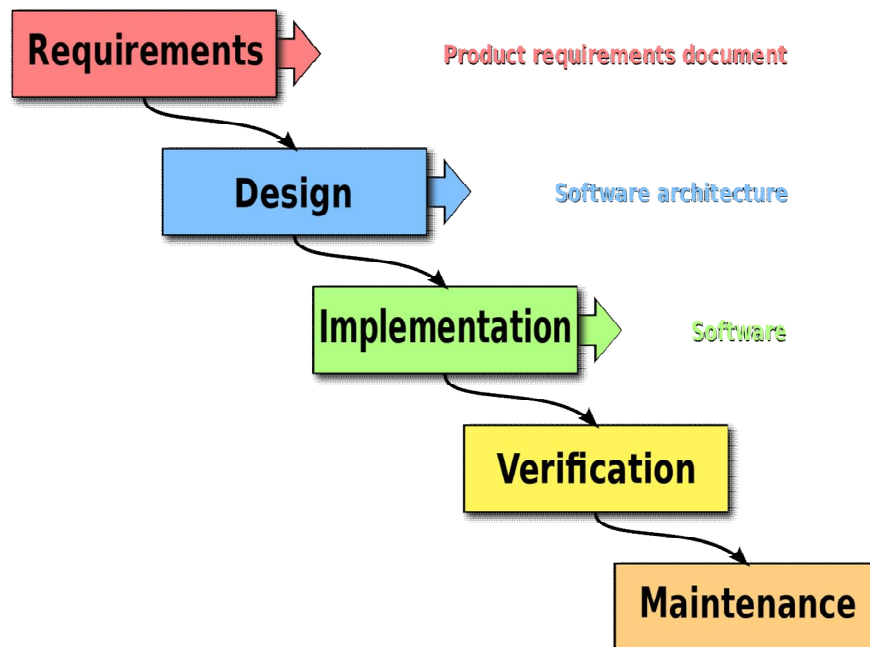 Requirements
Product requirements document
Design
Software architecture
Implementation
Software
Verification
Maintenance